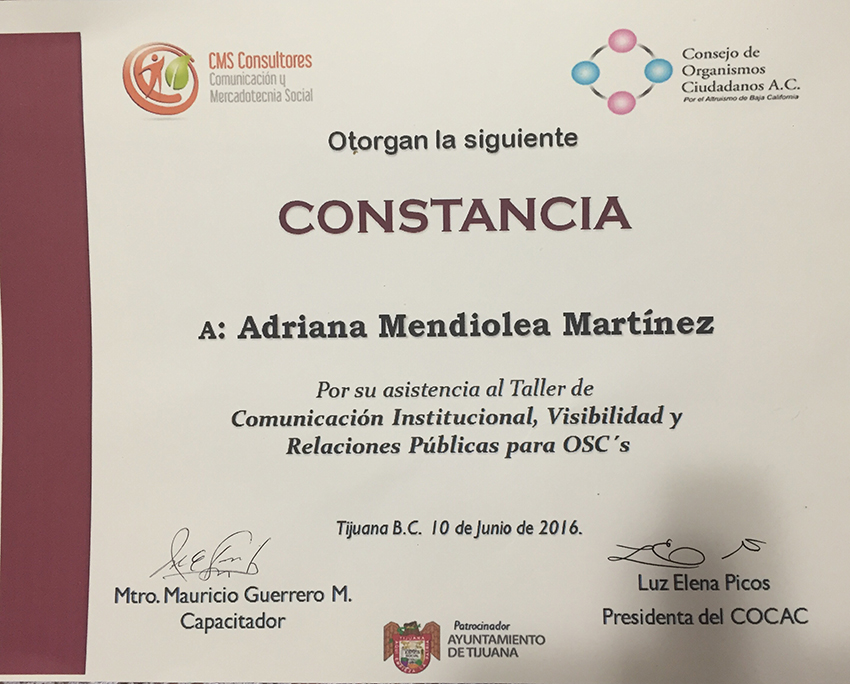 CMS Consultores
Comunicación y
Mercadotecnia Social
Consejo de
Organismos
Ciudadanos A.C.
Por el Altruismo de Baja California
Otorgan la siguiente
CONSTANCIA
A: Adriana Mendiolea Martínez
Por su asistencia al Taller de
Comunicación Institucional, Visibilidad y
Relaciones Públicas para OSC´s
Tijuana B.C. 10 de Junio de 2016.
Mtro. Mauricio Guerrero M.
Capacitador
Luz Elena Picos
Presidenta del COCAC
TIJUANA
Patrocinador
AYUNTAMIENTO
DE TIJUANA